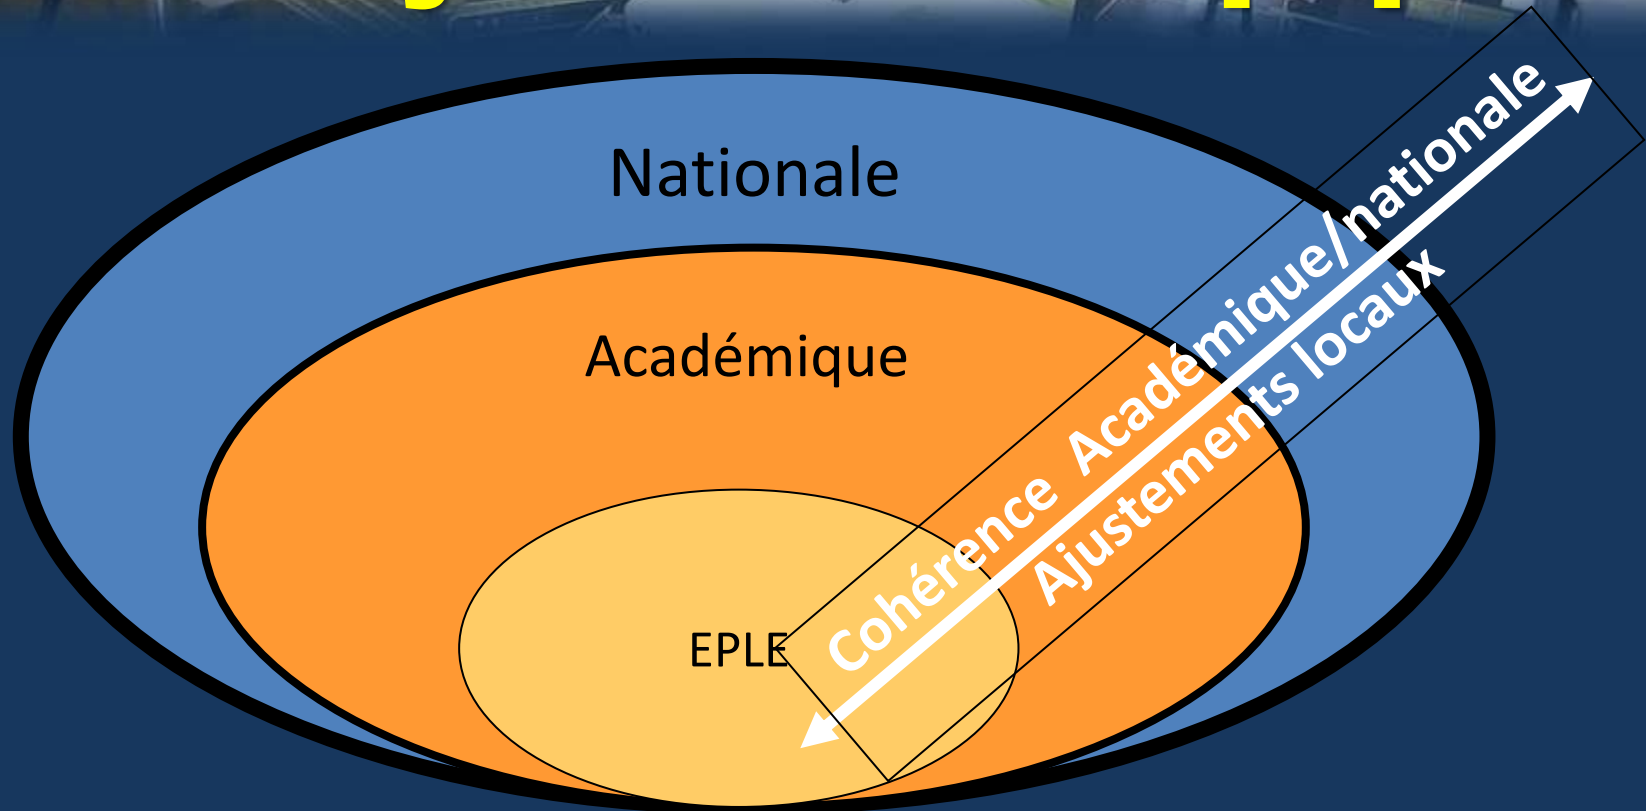 Nationale
Académique
EPLE
Cohérence Académique/nationale
Ajustements locaux